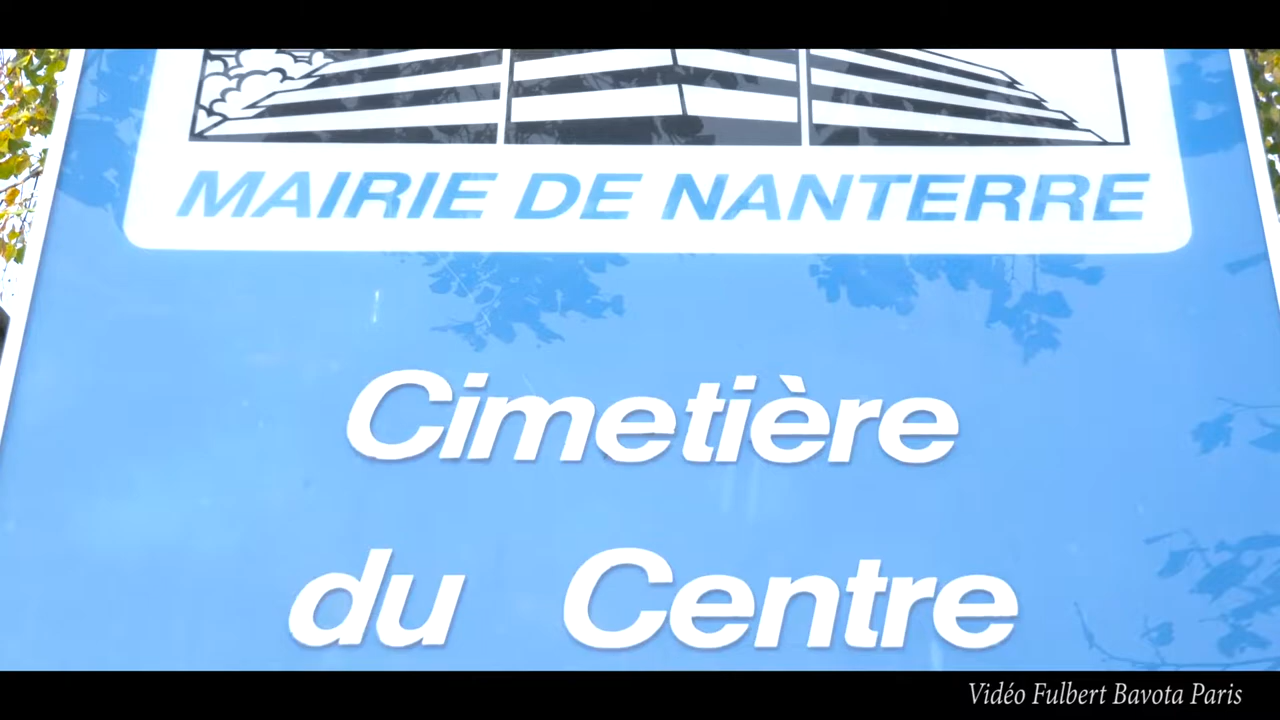 MAIRIE DE NANTERRE
Cimetière
du Centre
Vidéo Fulbert Bavota Paris